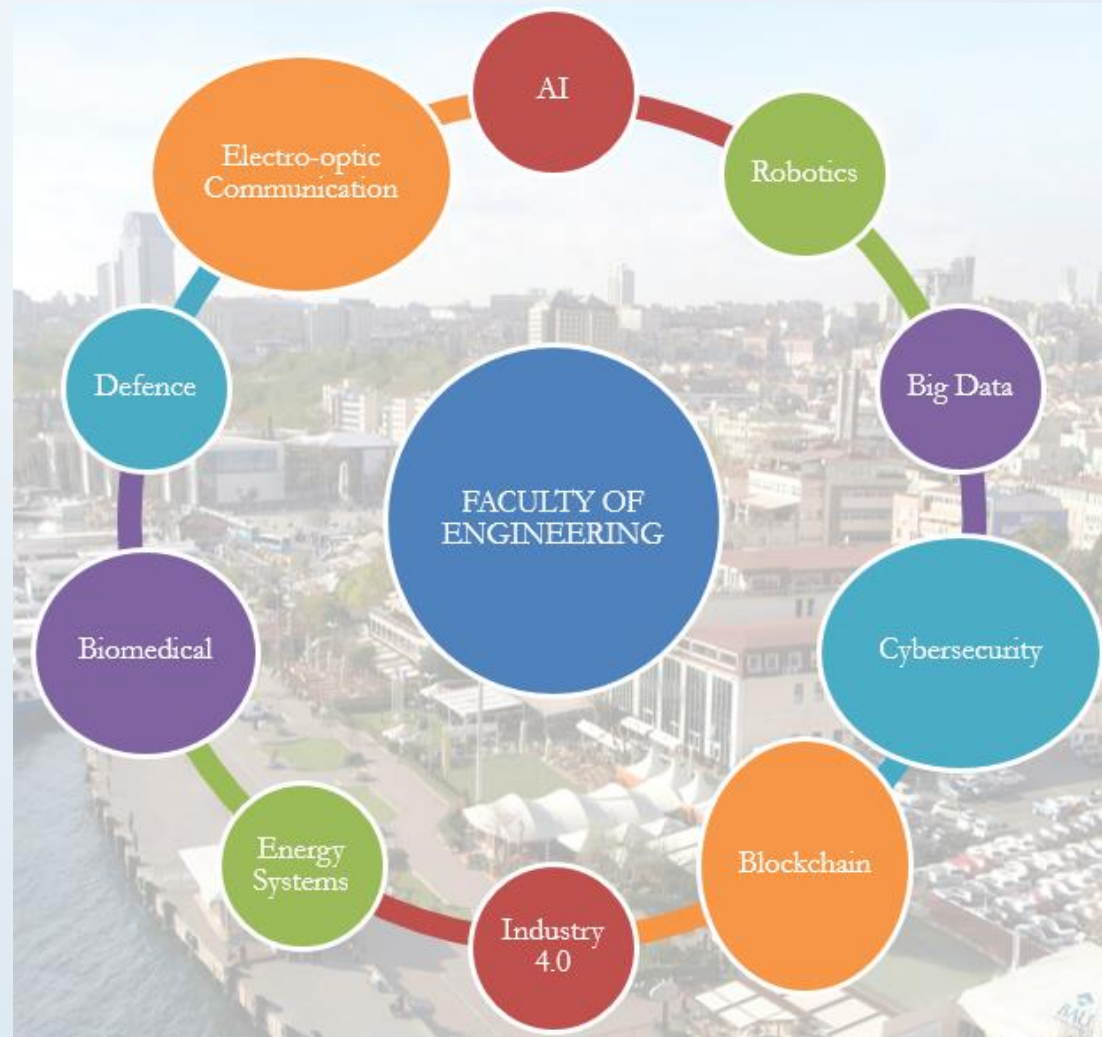 AI
Robotics
Big Data
Cybersecurity
Blockchain
Industry
4.0
Energy
Systems
Biomedical
Defence
Electro-optic
Communication
FACULTY OF
ENGINEERING